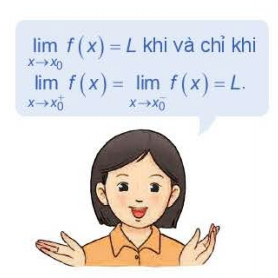 lim f(x) = L khi và chỉ khi
x→x₀
lim f(x) = lim f(x) = L.
x→x₀⁺ x→x₀⁻